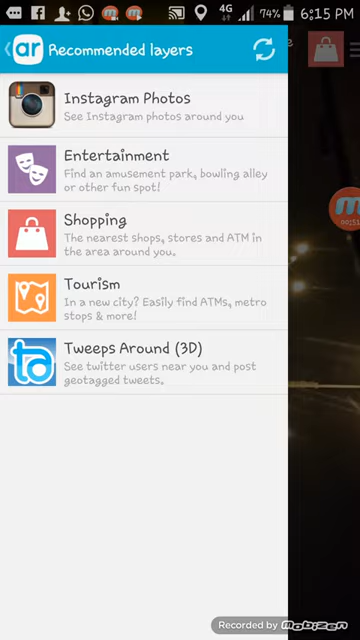 4G
74%
6:15 PM
ar
Recommended layers
Instagram Photos
See Instagram photos around you
Entertainment
Find an amusement park, bowling alley
or other fun spot!
Shopping
The nearest shops, stores and ATM in
the area around you.
Tourism
In a new city? Easily find ATMs, metro
stops & more!
ta
Tweeps Around (3D)
See twitter users near you and post
geotagged tweets.
Recorded by Mobizen